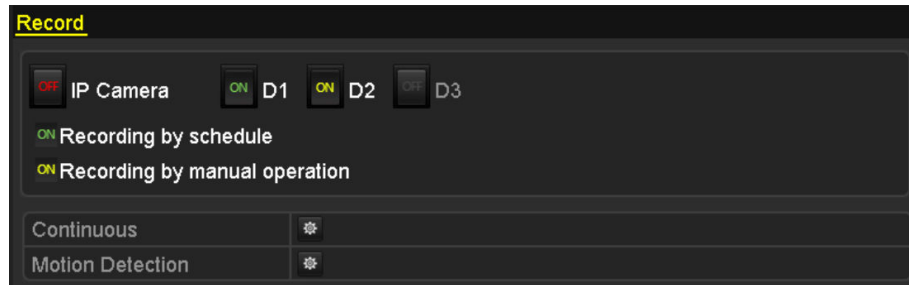 Record
OFF IP Camera ON D1 ON D2 OFF D3
ON Recording by schedule
ON Recording by manual operation
Continuous
Motion Detection